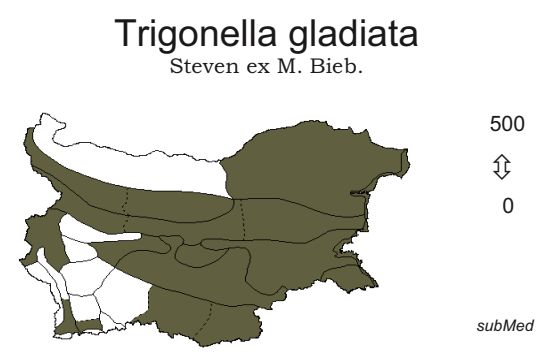 Trigonella gladiata
Steven ex M. Bieb.
500
⇳
0
subMed